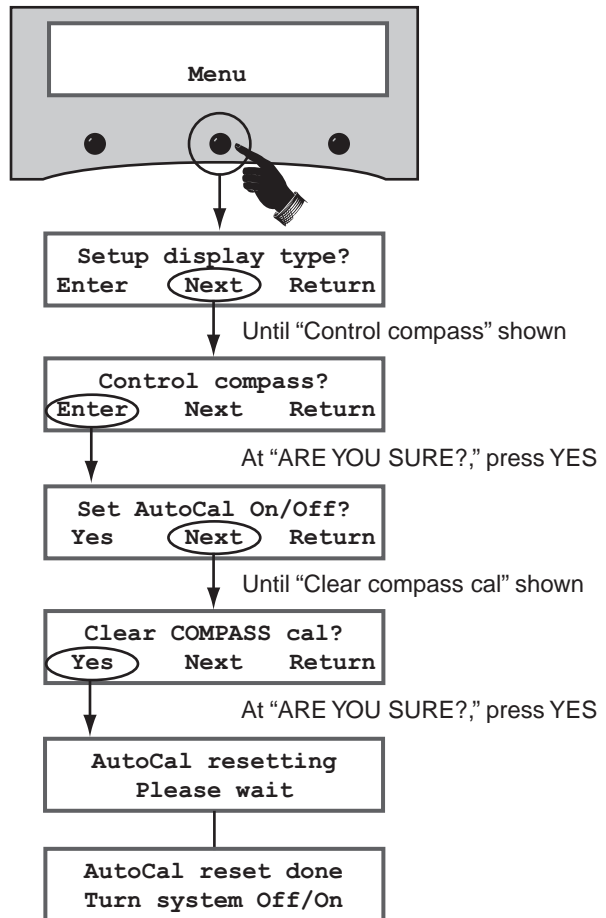 Menu
Setup display type?
Enter Next Return
Until “Control compass” shown
Control compass?
Enter Next Return
At “ARE YOU SURE?,” press YES
Set AutoCal On/Off?
Yes Next Return
Until “Clear compass cal” shown
Clear COMPASS cal?
Yes Next Return
At “ARE YOU SURE?,” press YES
AutoCal resetting
Please wait
AutoCal reset done
Turn system Off/On